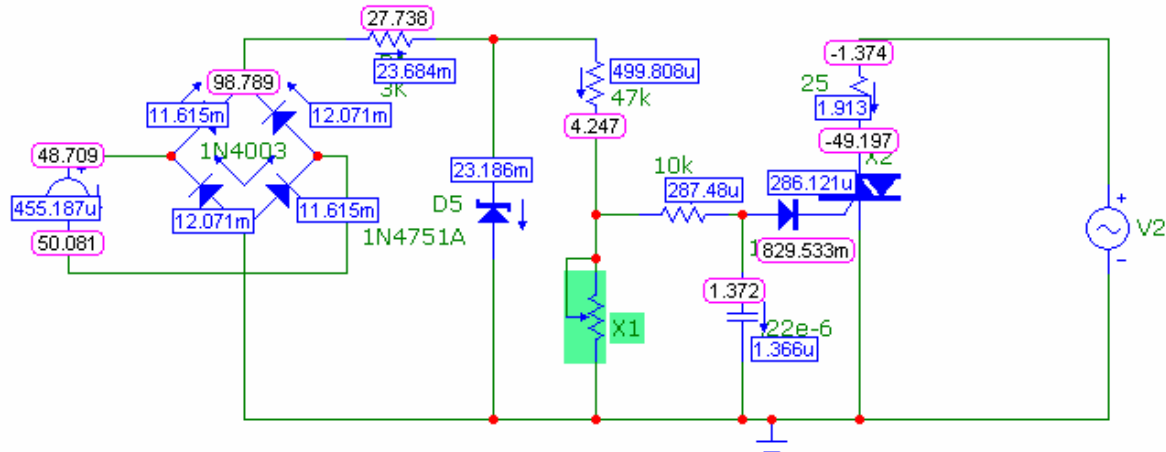 27.738
-1.374
23.684m
3K
499.808u
47k
25
1.913
98.789
11.615m
12.071m
4.247
-49.197
X2
1N4003
48.709
455.187u
50.081
12.071m
11.615m
23.186m
D5
1N4751A
10k
287.48u
286.121u
829.533m
+
V2
-
1.372
X1
22e-6
1.366u